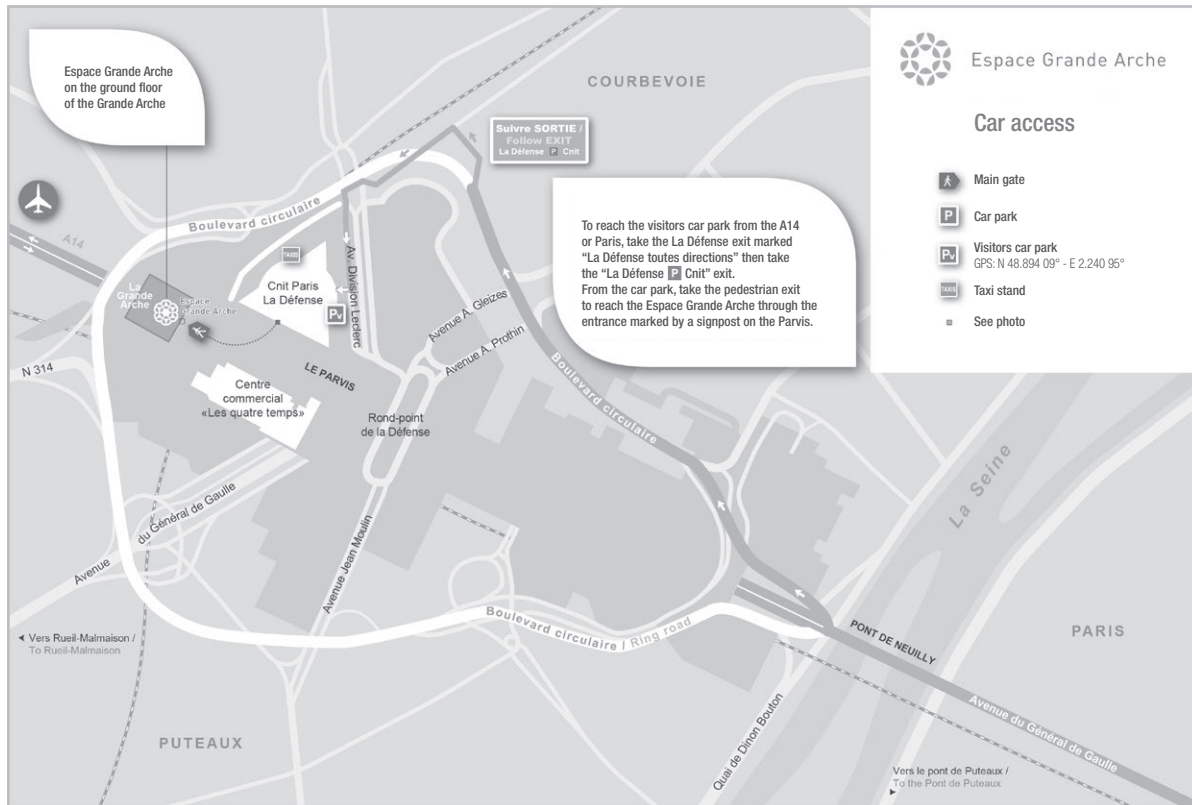 Espace Grande Arche
on the ground floor
of the Grande Arche
COURBEVOIE
Suivre SORTIE /
Follow EXIT
La Défense P Cnit
Espace Grande Arche
Car access
Main gate
P Car park
Pv Visitors car park
GPS: N 48.894 09° - E 2.240 95°
TAXIS Taxi stand
See photo
To reach the visitors car park from the A14
or Paris, take the La Défense exit marked
“La Défense toutes directions” then take
the “La Défense P Cnit” exit.
From the car park, take the pedestrian exit
to reach the Espace Grande Arche through the
entrance marked by a signpost on the Parvis.
Boulevard circulaire
A14
TAXIS
Cnit Paris
La Défense
Pv
Av. Division Leclerc
La
Grande
Arche
Espace
Grande Arche
Avenue A. Gleizes
Avenue A. Prothin
LE PARVIS
N 314
Centre
commercial
«Les quatre temps»
Rond-point
de la Défense
Boulevard circulaire
La Seine
Avenue du Général de Gaulle
Avenue Jean Moulin
Boulevard circulaire / Ring road
Vers Rueil-Malmaison /
To Rueil-Malmaison
PONT DE NEUILLY
PARIS
PUTEAUX
Quai de Dinon Bouton
Avenue du Général de Gaulle
Vers le pont de Puteaux /
To the Pont de Puteaux